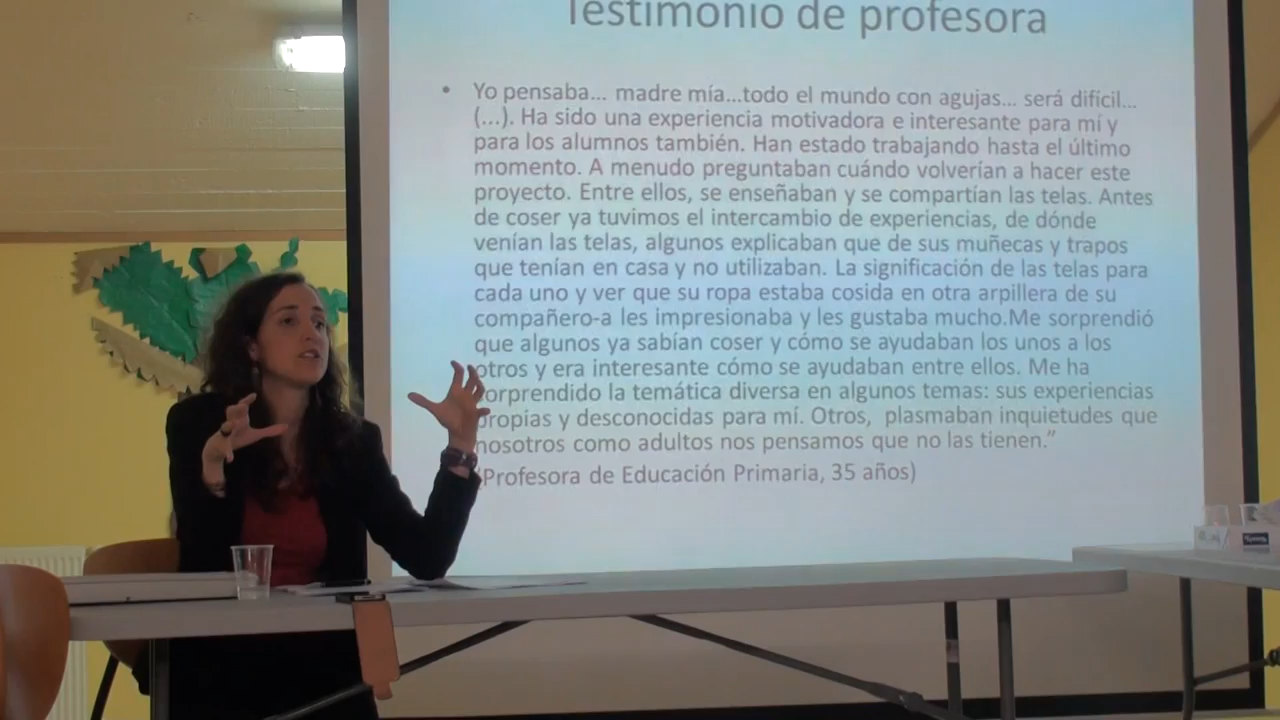 Testimonio de profesora
• Yo pensaba... madre mía...todo el mundo con agujas... será difícil...
(...). Ha sido una experiencia motivadora e interesante para mí y
para los alumnos también. Han estado trabajando hasta el último
momento. A menudo preguntaban cuándo volverían a hacer este
proyecto. Entre ellos, se enseñaban y se compartían las telas. Antes
de coser ya tuvimos el intercambio de experiencias, de dónde
venían las telas, algunos explicaban que de sus muñecas y trapos
que tenían en casa y no utilizaban. La significación de las telas para
cada uno y ver que su ropa estaba cosida en otra arpillera de su
compañero-a les impresionaba y les gustaba mucho.Me sorprendió
que algunos ya sabían coser y cómo se ayudaban los unos a los
otros y era interesante cómo se ayudaban entre ellos. Me ha
sorprendido la temática diversa en algunos temas: sus experiencias
propias y desconocidas para mí. Otros, plasmaban inquietudes que
nosotros como adultos nos pensamos que no las tienen.”
(Profesora de Educación Primaria, 35 años)